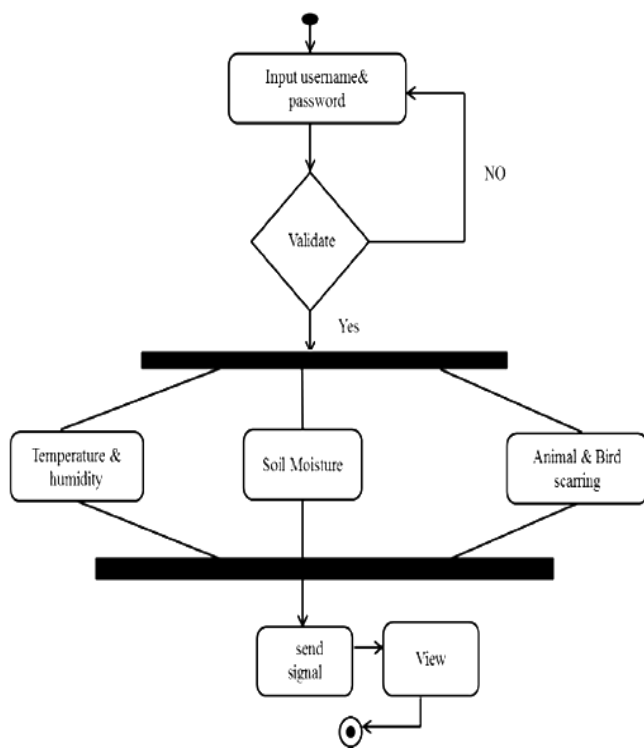 Input username&
password
NO
Validate
Yes
Temperature &
humidity
Soil Moisture
Animal & Bird
scarring
send
signal
View